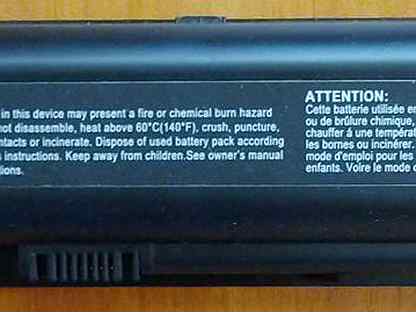 in this device may present a fire or chemical burn hazard
not disassemble, heat above 60°C(140°F), crush, puncture,
ntacts or incinerate. Dispose of used battery pack according
s instructions. Keep away from children.See owner's manual
tions.
ATTENTION:
Cette batterie utilisée en
ou de brûlure chimique,
chauffer á une températ
les bornes ou incinérer.
mode d'emploi pour les
enfants. Voire le mode d